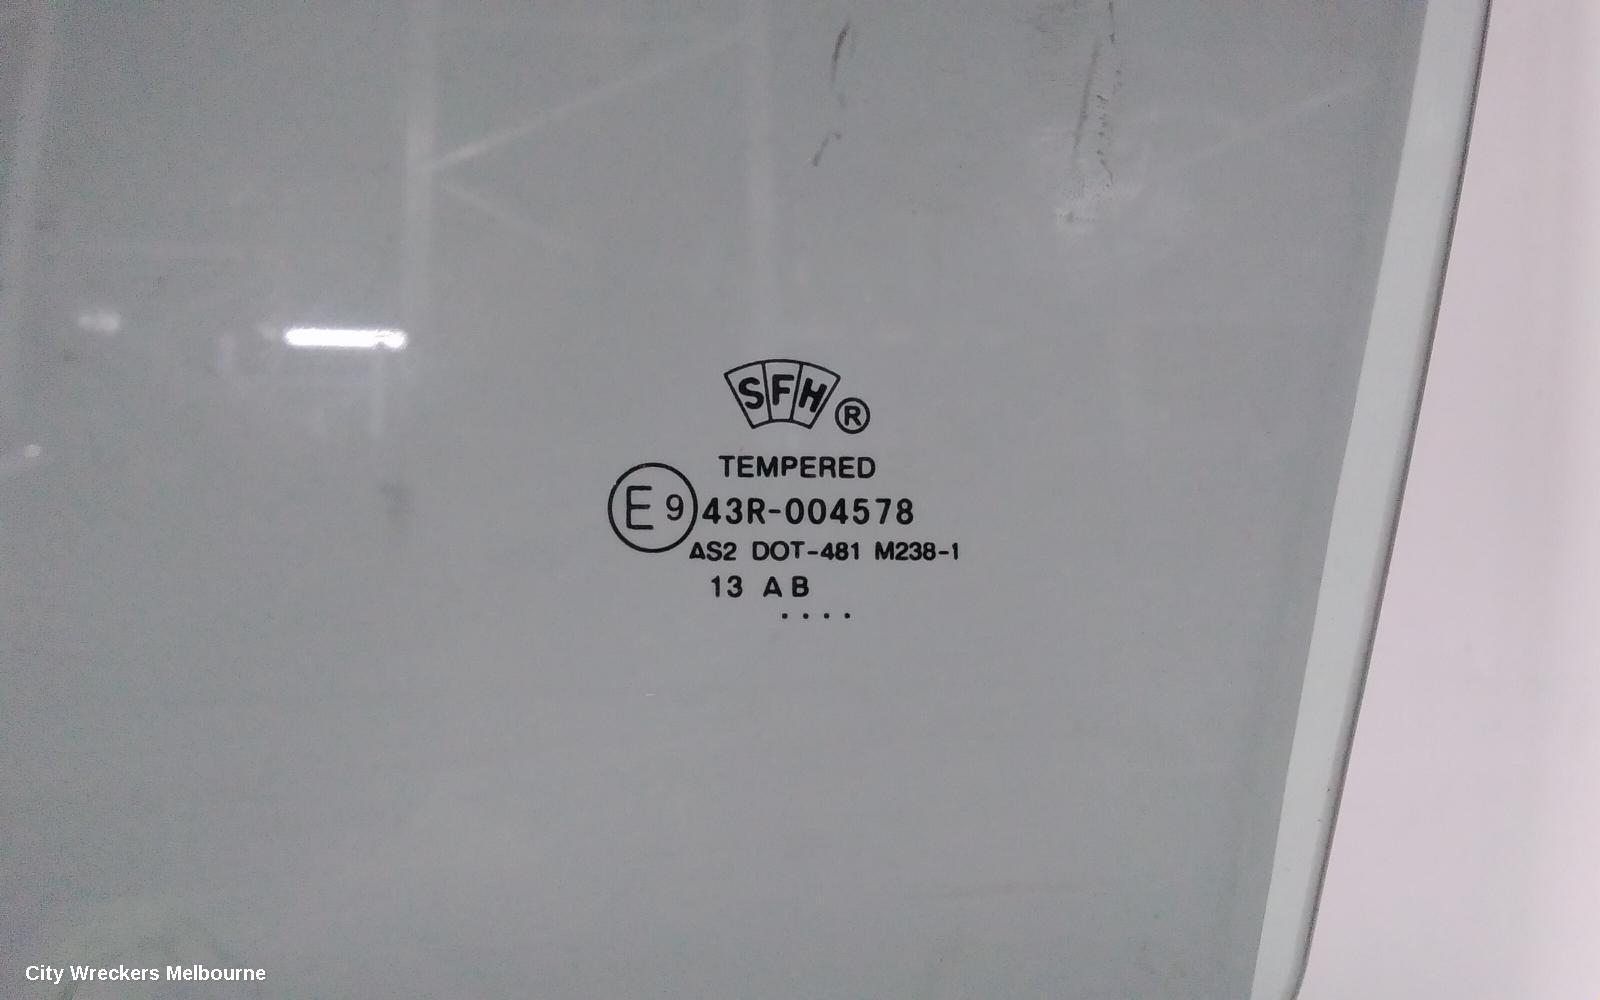 SFH ®
TEMPERED
E 9 43R-004578
AS2 DOT-481 M238-1
13 A B
. . . .
City Wreckers Melbourne